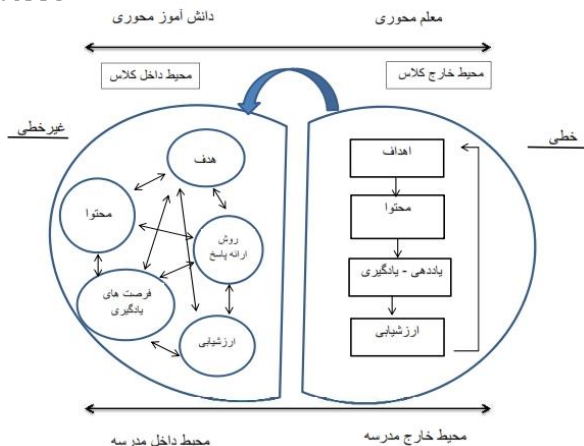 معلم محوری
دانش آموز محوری
محیط خارج کلاس
محیط داخل کلاس
خطی
غیرخطی
اهداف
محتوا
یاددهی - یادگیری
ارزشیابی
هدف
محتوا
روش
ارائه پاسخ
فرصت های
یادگیری
ارزشیابی
محیط خارج مدرسه
محیط داخل مدرسه